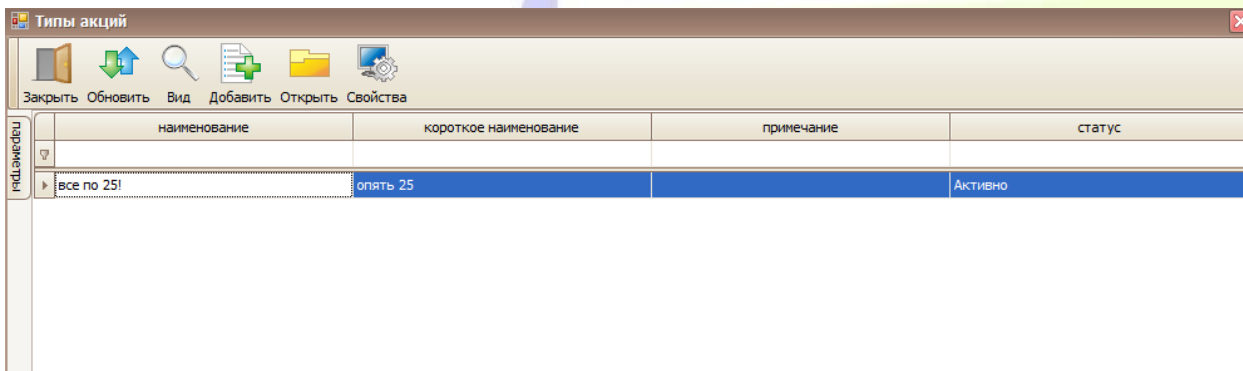 Типы акций
Закрыть Обновить Вид Добавить Открыть Свойства
параметры
наименование короткое наименование примечание статус
все по 25! опять 25 Активно